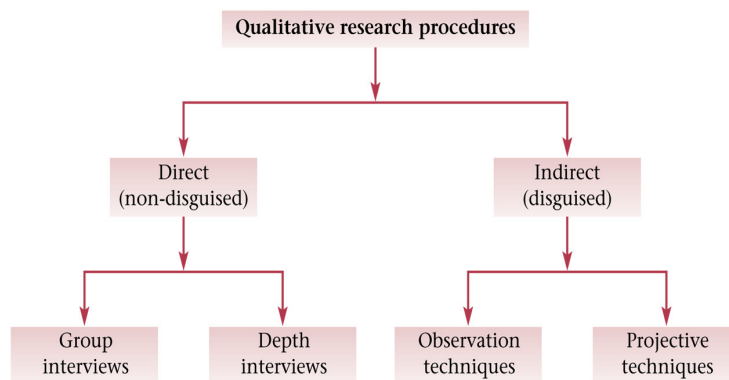 Qualitative research procedures
Direct
(non-disguised)
Indirect
(disguised)
Group
interviews
Depth
interviews
Observation
techniques
Projective
techniques